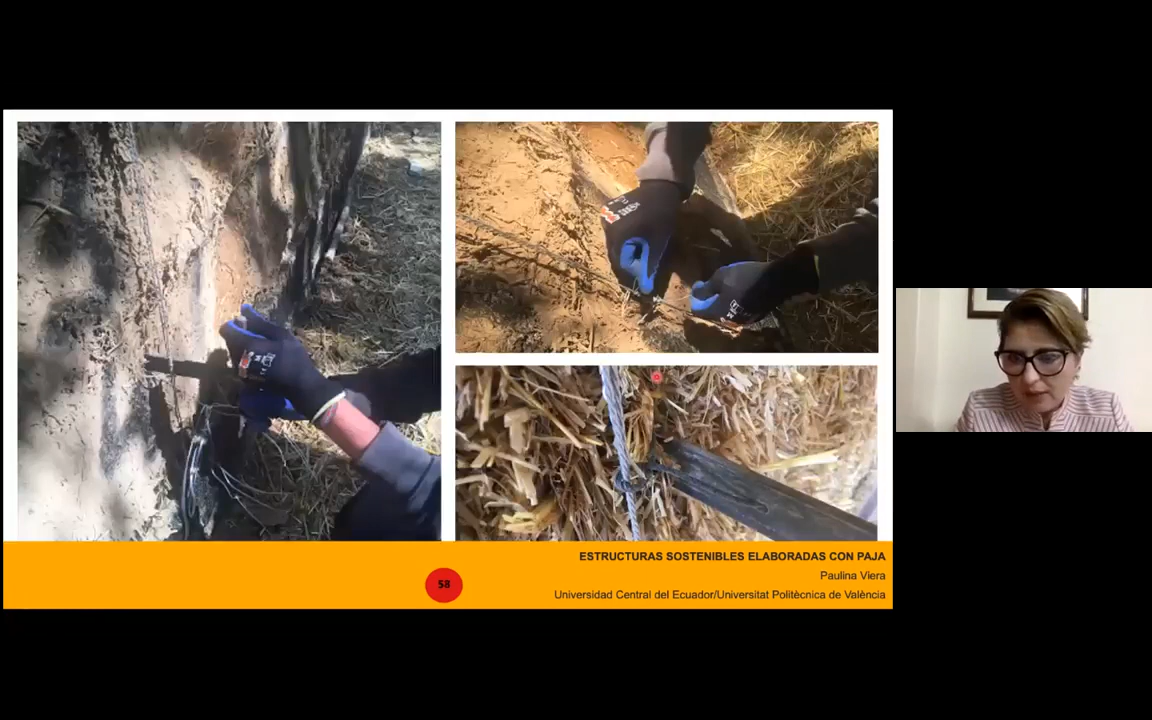 58
ESTRUCTURAS SOSTENIBLES ELABORADAS CON PAJA
Paulina Viera
Universidad Central del Ecuador/Universitat Politècnica de València